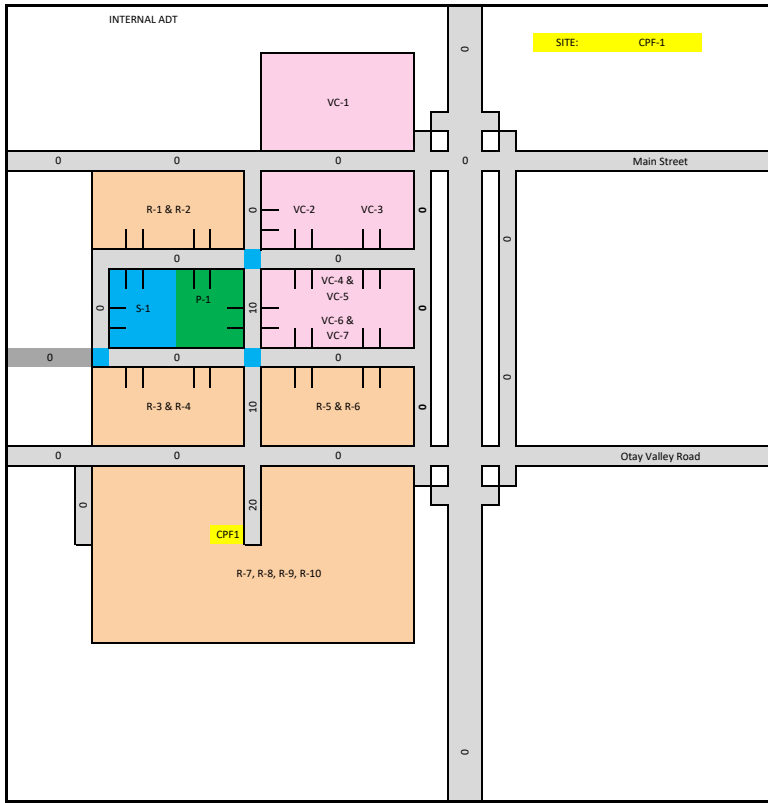 INTERNAL ADT
SITE: CPF-1
0
VC-1
0 0 0 0 Main Street
R-1 & R-2 0 VC-2 VC-3 0
0
0 0
VC-4 &
VC-5
S-1 P-1
0 10 0
VC-6 &
VC-7
0 0 0
0
R-3 & R-4 10 R-5 & R-6 0
0 0 0 Otay Valley Road
0 20
CPF1
R-7, R-8, R-9, R-10
0